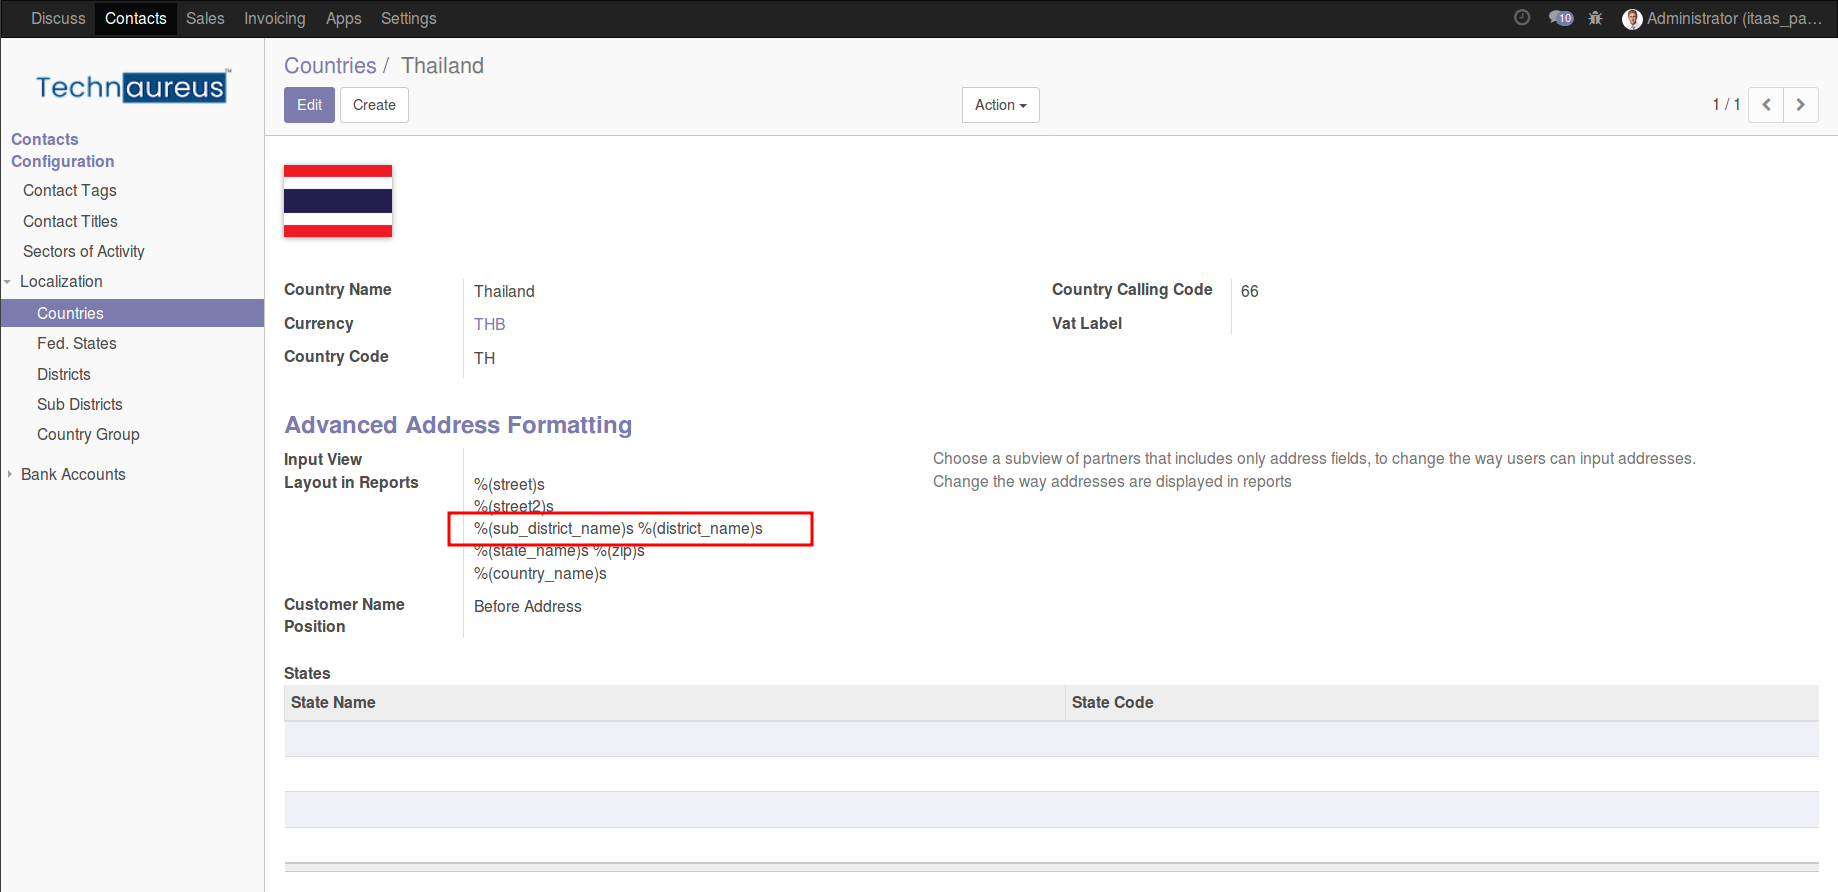 Discuss Contacts Sales Invoicing Apps Settings 10 Administrator (itaas_pa...
Technaureus™
Countries / Thailand
Edit Create Action 1 / 1
Contacts
Configuration
Contact Tags
Contact Titles
Sectors of Activity
Localization
Countries
Fed. States
Districts
Sub Districts
Country Group
Bank Accounts
Country Name Thailand Country Calling Code 66
Currency THB Vat Label
Country Code TH
Advanced Address Formatting
Input View Choose a subview of partners that includes only address fields, to change the way users can input addresses.
Layout in Reports %(street)s Change the way addresses are displayed in reports
%(street2)s
%(sub_district_name)s %(district_name)s
%(state_name)s %(zip)s
%(country_name)s
Customer Name Position Before Address
States
State Name State Code